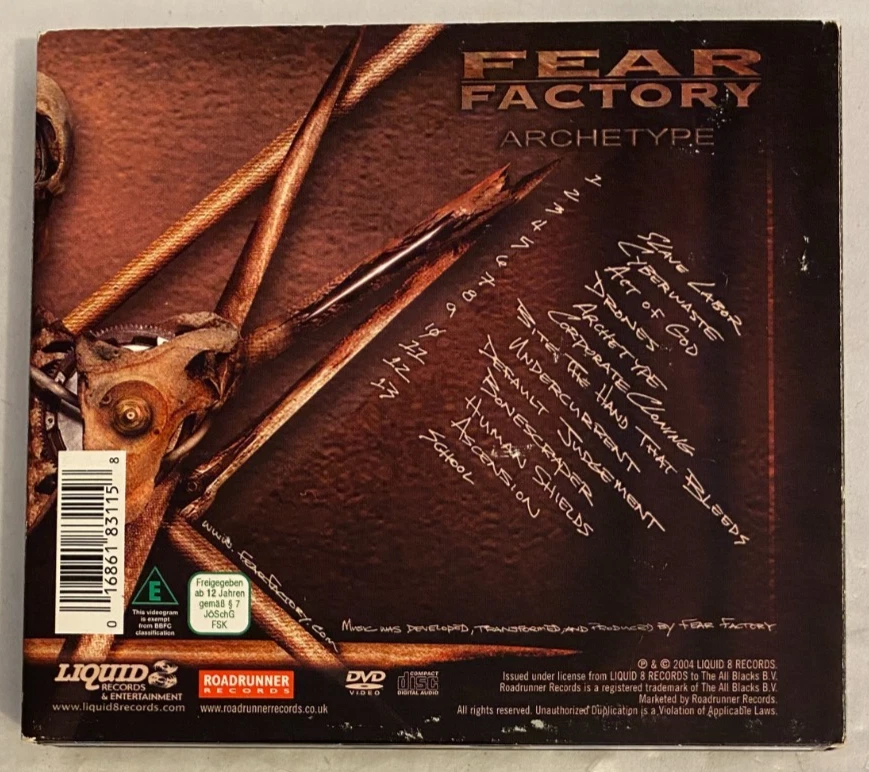 FEAR
FACTORY
ARCHETYPE
1 SLAVE LABOR
2 CYBERWASTE
3 ACT OF GOD
4 DRONES
5 ARCHETYPE
6 CORPORATE CLONING
7 BITE THE HAND THAT BLEEDS
8 UNDERCURRENT
9 DEFAULT JUDGEMENT
10 BONESCRAPER
11 HUMAN SHIELDS
12 ASCENSION
13 SCHOOL
www.FearFactory.com
MUSIC WAS DEVELOPED, TRANSFORMED, AND PRODUCED BY FEAR FACTORY
0 16861 83115 8
E
This videogram
is exempt
from BBFC
classification
Freigegeben
ab 12 Jahren
gemäß § 7
JÖSchG
FSK
LIQUID 8
RECORDS
& ENTERTAINMENT
www.liquid8records.com
ROADRUNNER
RECORDS
www.roadrunnerrecords.co.uk
DVD
VIDEO
COMPACT
disc
DIGITAL AUDIO
℗ & © 2004 LIQUID 8 RECORDS.
Issued under license from LIQUID 8 RECORDS to The All Blacks B.V.
Roadrunner Records is a registered trademark of The All Blacks B.V.
Marketed by Roadrunner Records.
All rights reserved. Unauthorized Duplication is a Violation of Applicable Laws.